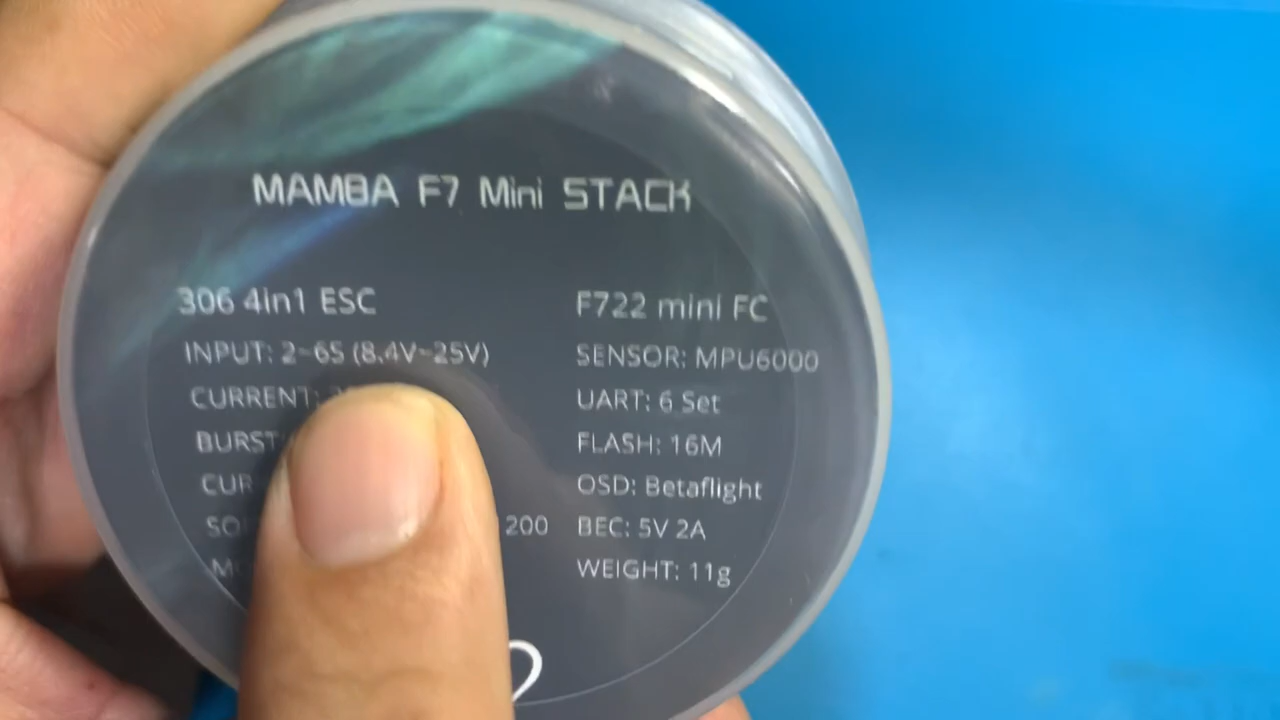 MAMBA F7 Mini STACK
306 4in1 ESC
INPUT: 2~6S (8.4V~25V)
CURRENT:
BURST
200
F722 mini FC
SENSOR: MPU6000
UART: 6 Set
FLASH: 16M
OSD: Betaflight
BEC: 5V 2A
WEIGHT: 11g